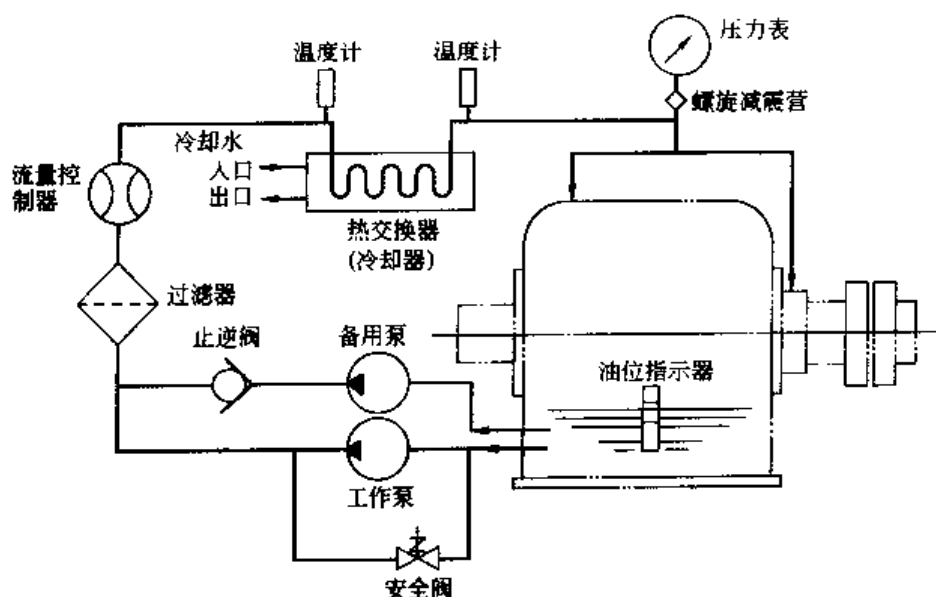 温度计
温度计
压力表
螺旋减震营
冷却水
入口
出口
流量控
制器
热交换器
(冷却器)
过滤器
止逆阀
备用泵
油位指示器
工作泵
安全阀